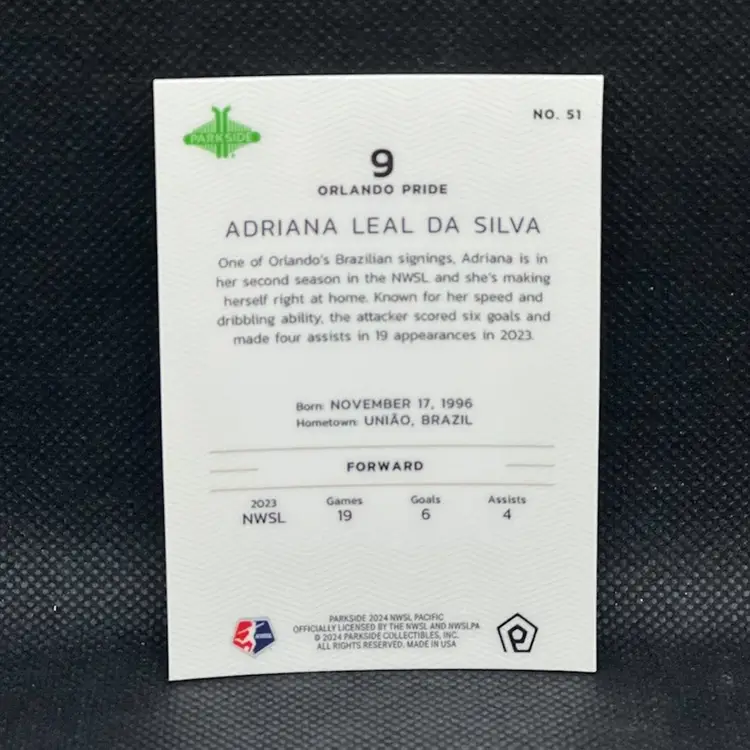 PARKSIDE
NO. 51
9
ORLANDO PRIDE
ADRIANA LEAL DA SILVA
One of Orlando's Brazilian signings, Adriana is in
her second season in the NWSL and she's making
herself right at home. Known for her speed and
dribbling ability, the attacker scored six goals and
made four assists in 19 appearances in 2023.
Born: NOVEMBER 17, 1996
Hometown: UNIÃO, BRAZIL
FORWARD
2023 Games Goals Assists
NWSL 19 6 4
PARKSIDE 2024 NWSL PACIFIC
OFFICIALLY LICENSED BY THE NWSL AND NWSLPA
© 2024 PARKSIDE COLLECTIBLES, INC.
ALL RIGHTS RESERVED. MADE IN USA
NWSL